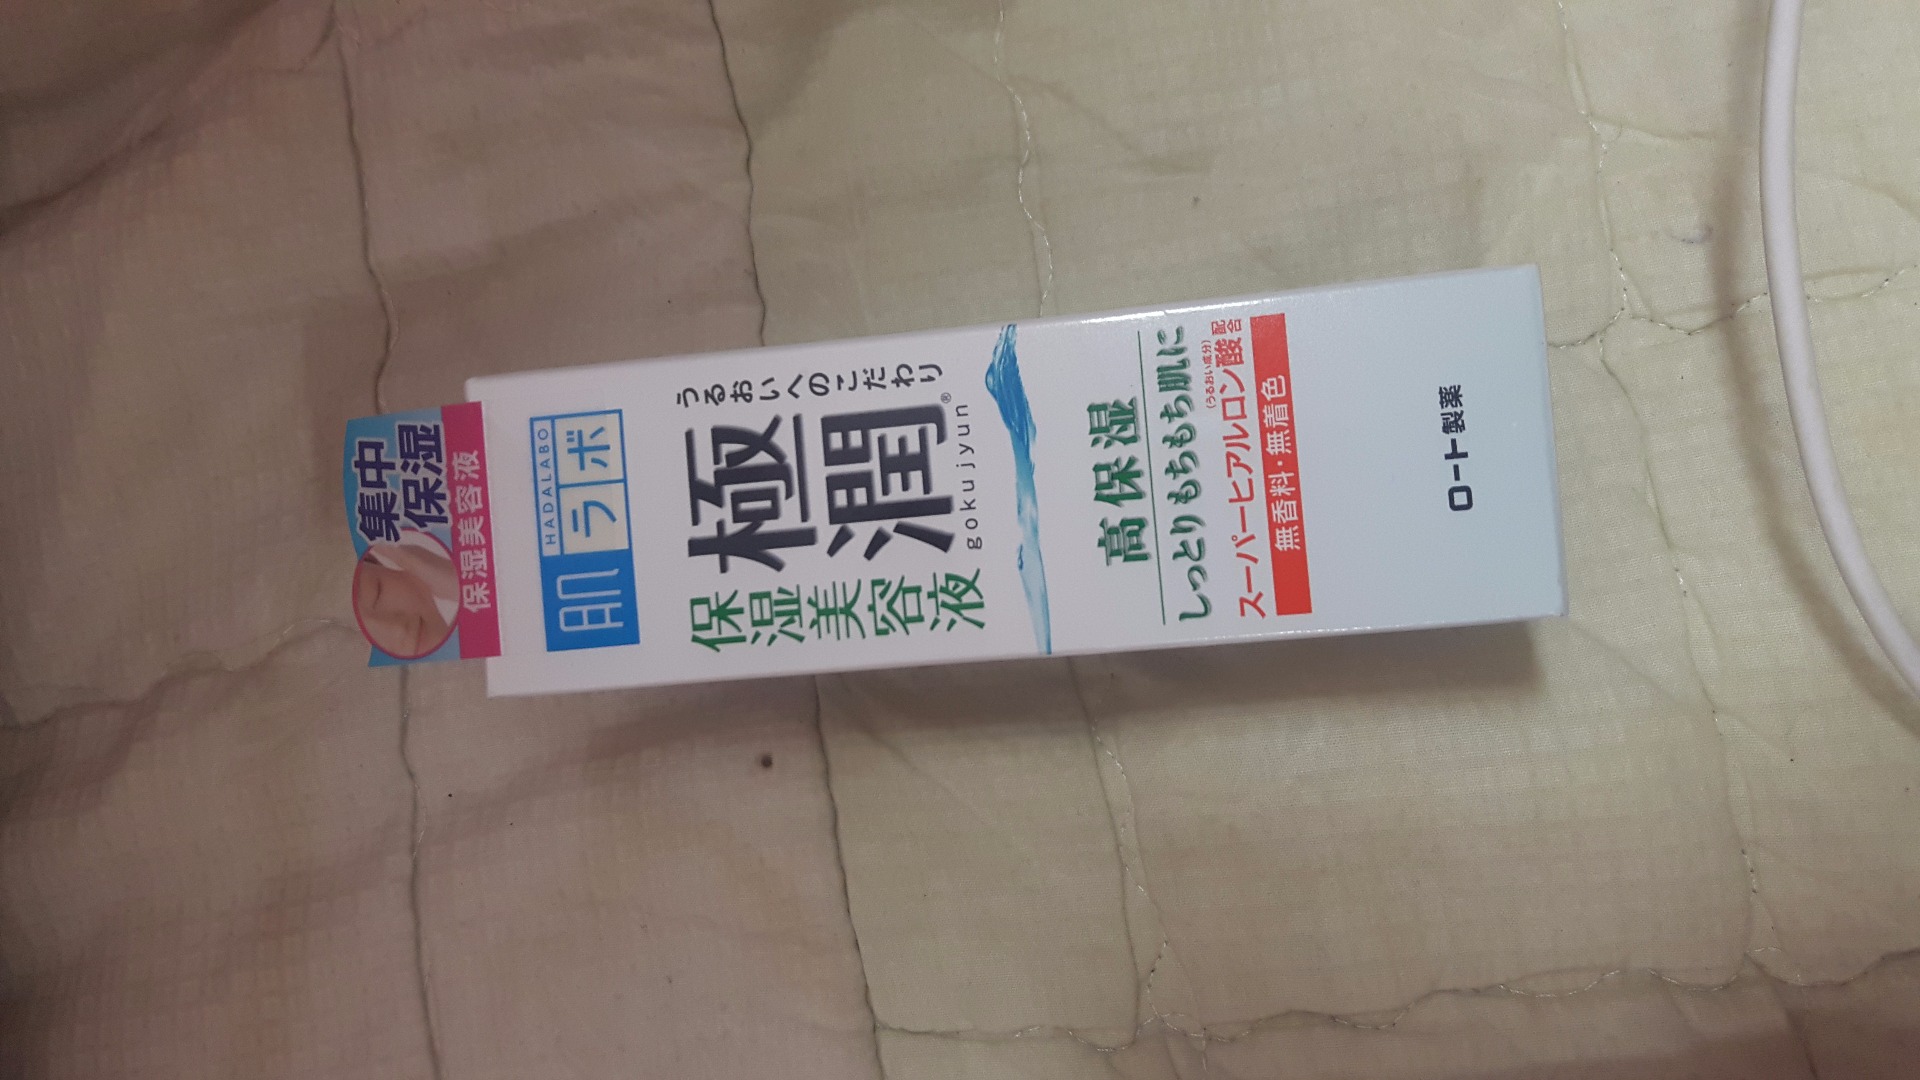 集中
保湿
保湿美容液
肌
HADALABO
ラボ
うるおいへのこだわり
極潤®
gokujyun
保湿美容液
高保湿
しっとりもちもち肌に
(うるおい成分)
スーパーヒアルロン酸配合
無香料・無着色
ロート製薬